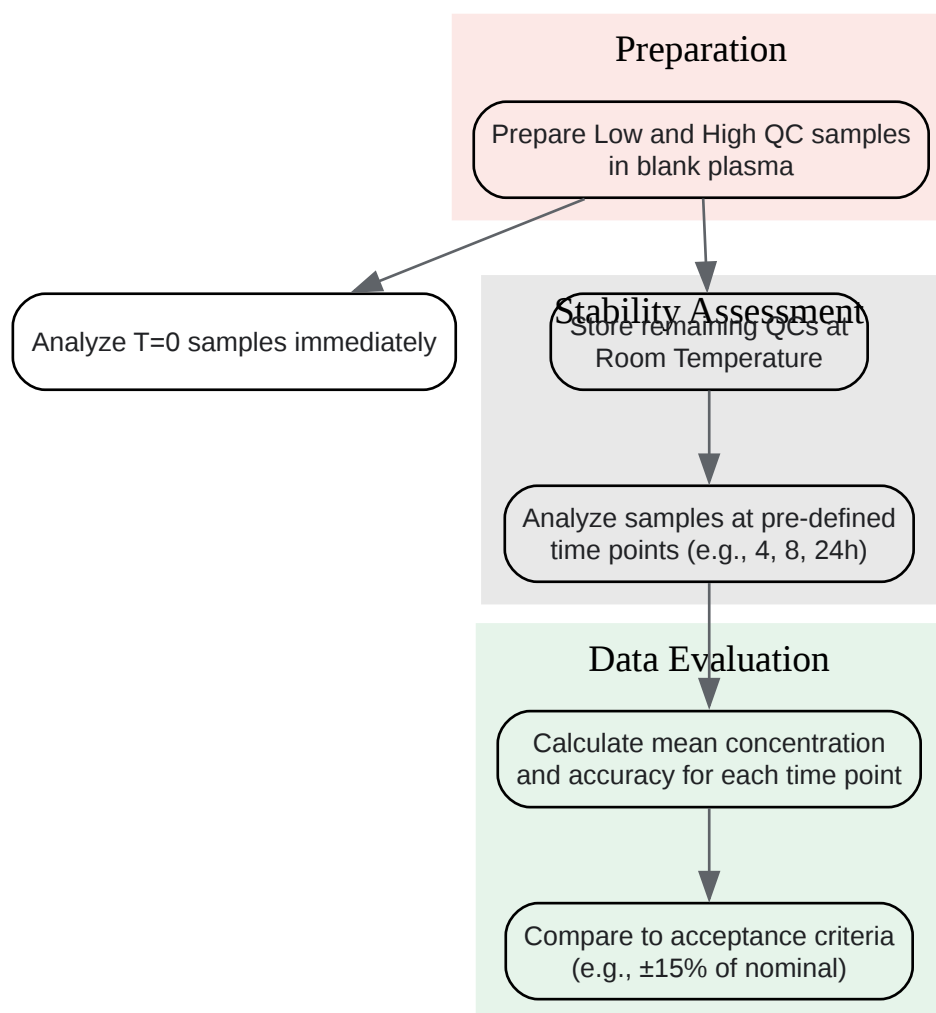 Preparation
Prepare Low and High QC samples
in blank plasma
Analyze T=0 samples immediately
Stability Assessment
Store remaining QCs at
Room Temperature
Analyze samples at pre-defined
time points (e.g., 4, 8, 24h)
Data Evaluation
Calculate mean concentration
and accuracy for each time point
Compare to acceptance criteria
(e.g., ±15% of nominal)